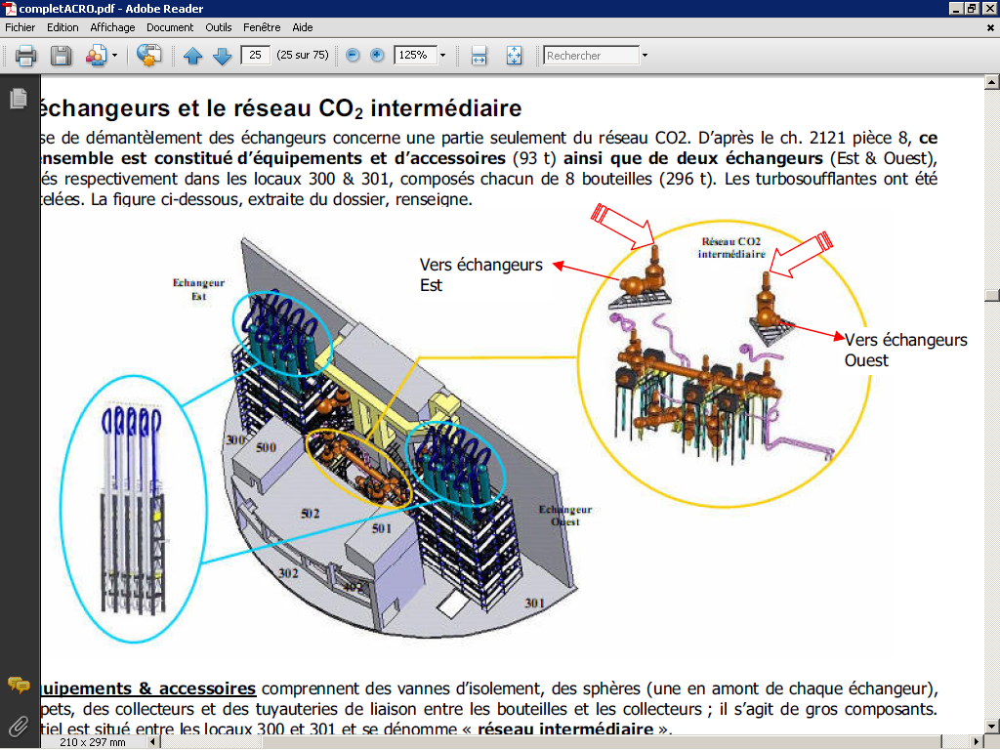 completACRO.pdf - Adobe Reader
Fichier Edition Affichage Document Outils Fenêtre Aide
25 (25 sur 75) 125% Rechercher
échangeurs et le réseau CO2 intermédiaire
se de démantèlement des échangeurs concerne une partie seulement du réseau CO2. D'après le ch. 2121 pièce 8, ce
ensemble est constitué d'équipements et d'accessoires (93 t) ainsi que de deux échangeurs (Est & Ouest),
és respectivement dans les locaux 300 & 301, composés chacun de 8 bouteilles (296 t). Les turbosoufflantes ont été
telées. La figure ci-dessous, extraite du dossier, renseigne.
Réseau CO2
intermédiaire
Vers échangeurs
Est
Echangeur
Est
Vers échangeurs
Ouest
300
500
502
501
Echangeur
Ouest
302
402
301
quipements & accessoires comprennent des vannes d'isolement, des sphères (une en amont de chaque échangeur),
pets, des collecteurs et des tuyauteries de liaison entre les bouteilles et les collecteurs ; il s'agit de gros composants.
tiel est situé entre les locaux 300 et 301 et se dénomme « réseau intermédiaire ».
210 x 297 mm